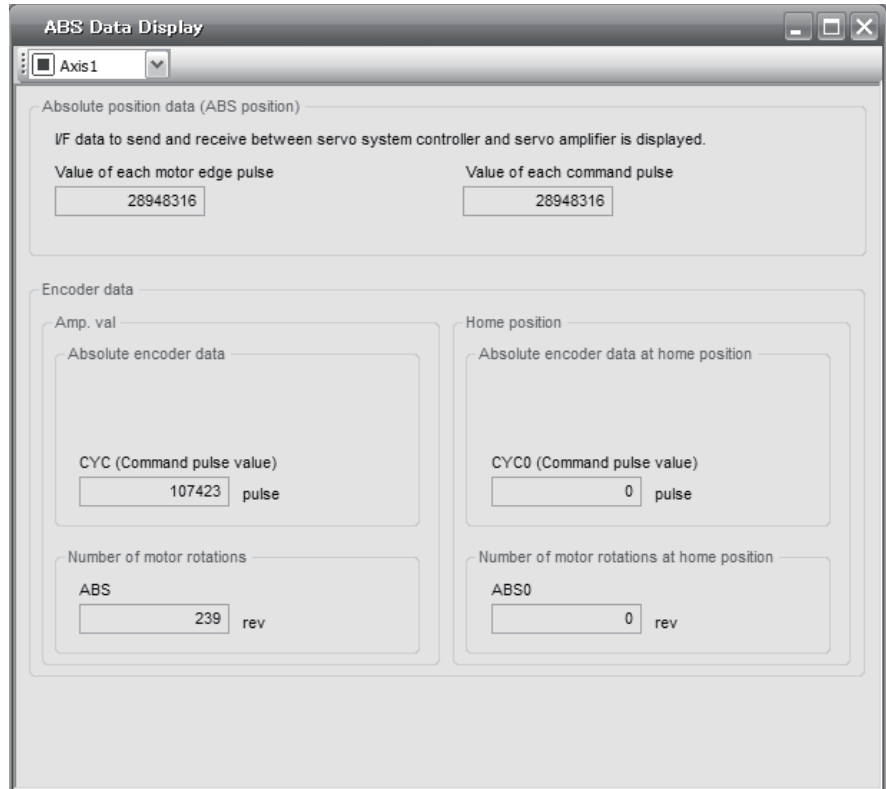 ABS Data Display
Axis1
Absolute position data (ABS position)
I/F data to send and receive between servo system controller and servo amplifier is displayed.
Value of each motor edge pulse
Value of each command pulse
28948316
28948316
Encoder data
Amp. val
Absolute encoder data
CYC (Command pulse value)
107423 pulse
Number of motor rotations
ABS
239 rev
Home position
Absolute encoder data at home position
CYC0 (Command pulse value)
0 pulse
Number of motor rotations at home position
ABS0
0 rev